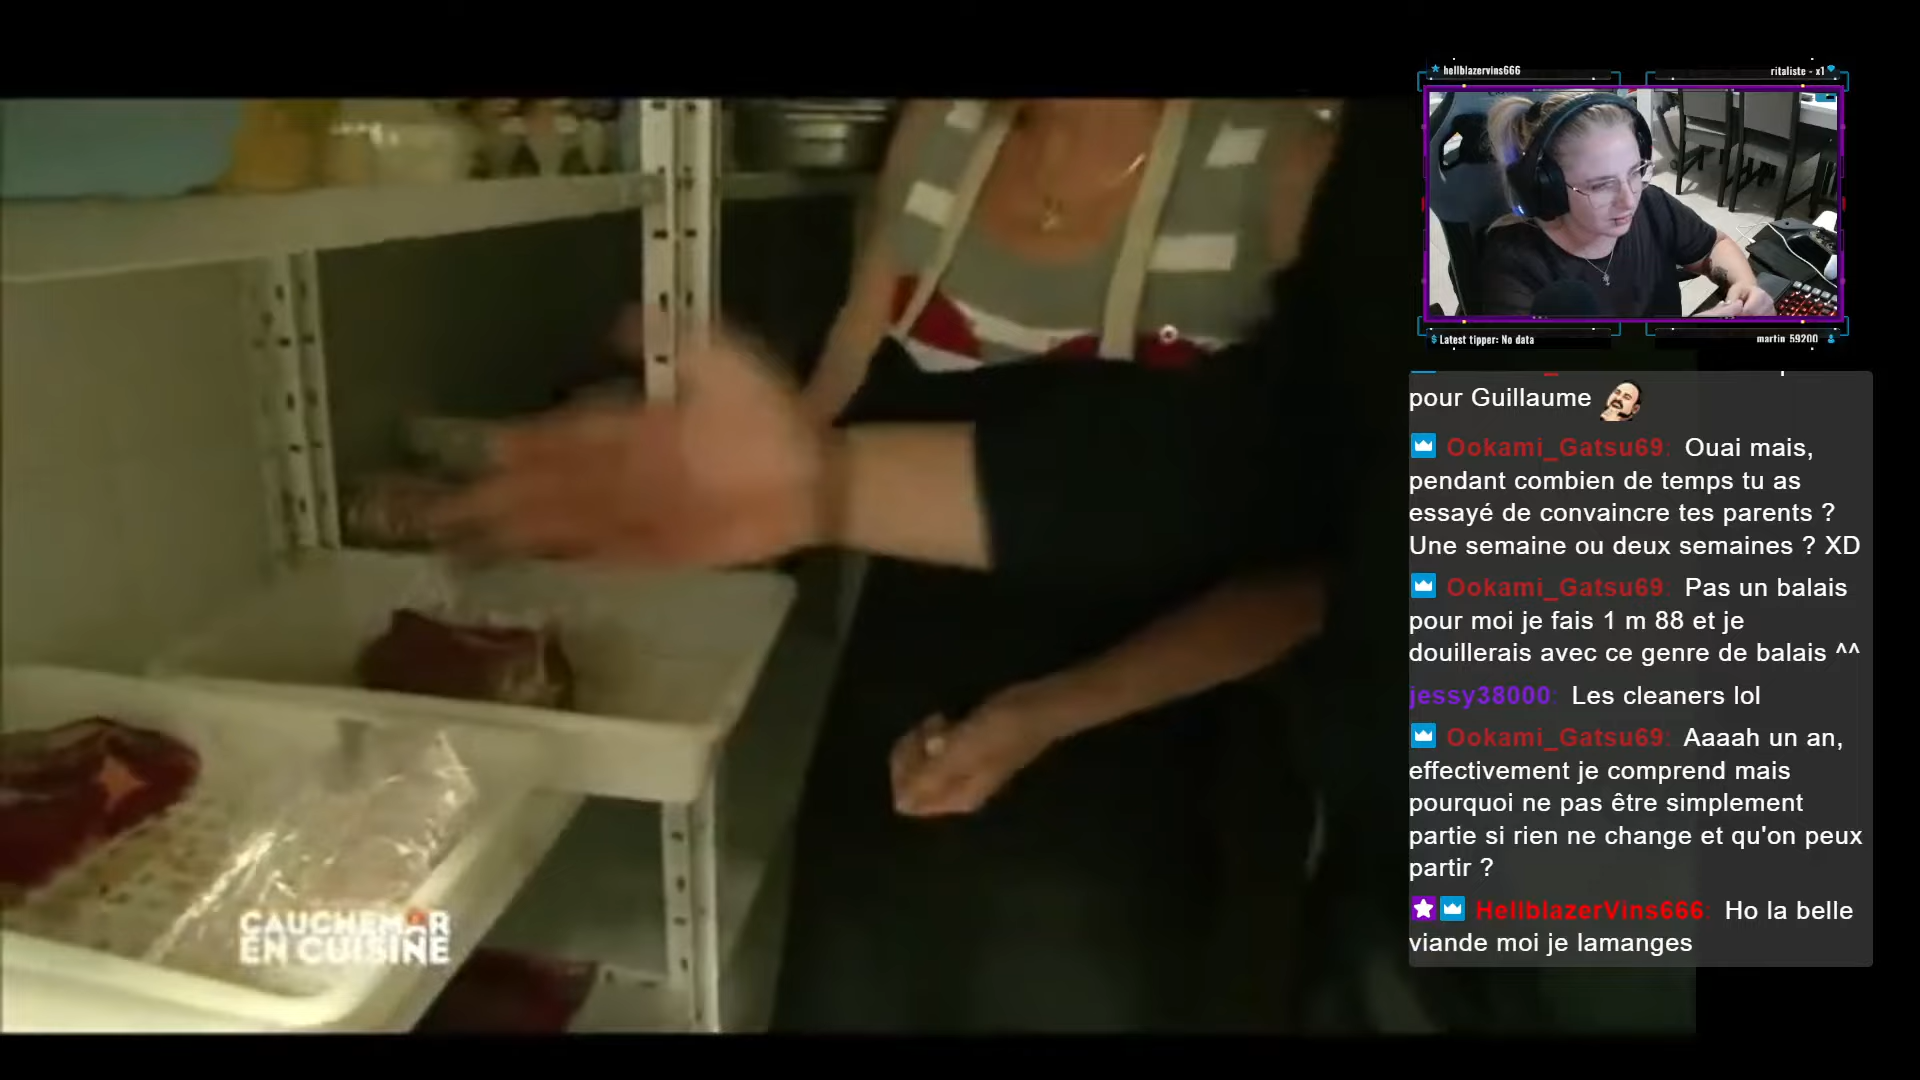 hellblazervins666
ritaliste - x1
Latest tipper: No data
martin_59200
pour Guillaume
Ookami_Gatsu69: Ouai mais,
pendant combien de temps tu as
essayé de convaincre tes parents ?
Une semaine ou deux semaines ? XD
Ookami_Gatsu69: Pas un balais
pour moi je fais 1 m 88 et je
douillerais avec ce genre de balais ^^
jessy38000: Les cleaners lol
Ookami_Gatsu69: Aaaah un an,
effectivement je comprend mais
pourquoi ne pas être simplement
partie si rien ne change et qu'on peux
partir ?
HellblazerVins666: Ho la belle
viande moi je lamanges
CAUCHEMAR
EN CUISINE